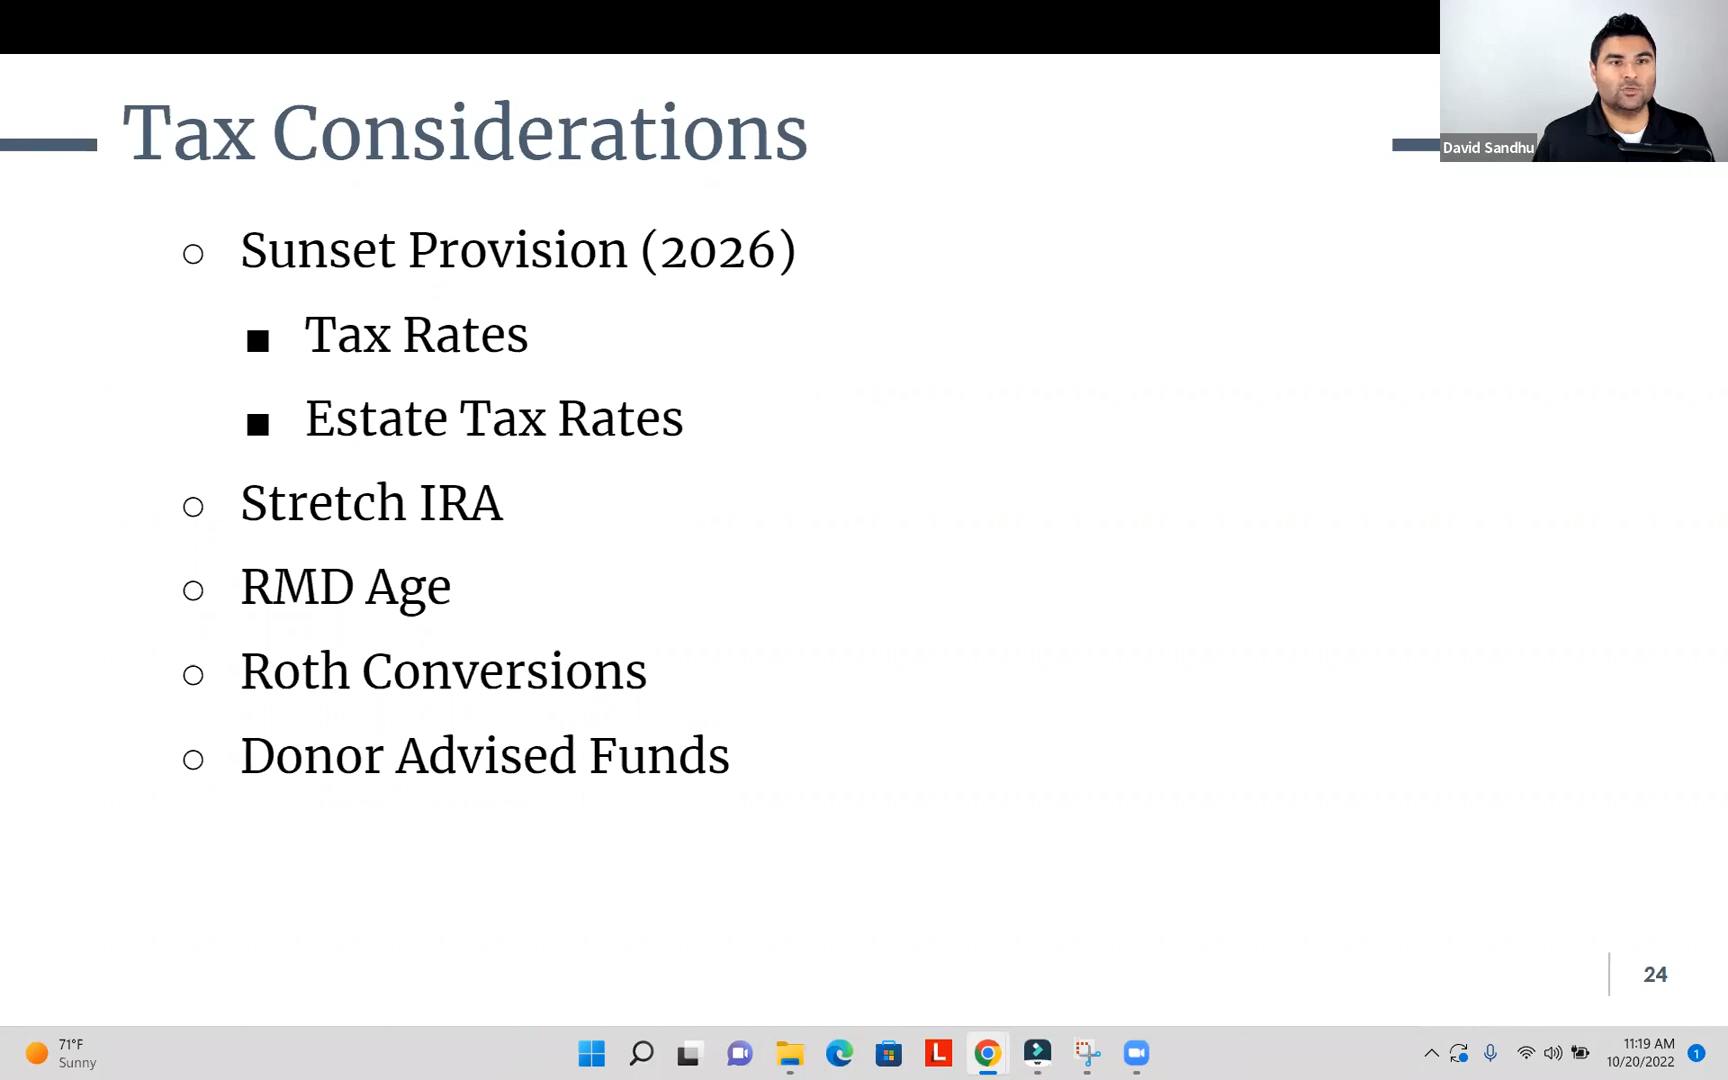 Tax Considerations
David Sandhu
○ Sunset Provision (2026)
■ Tax Rates
■ Estate Tax Rates
○ Stretch IRA
○ RMD Age
○ Roth Conversions
○ Donor Advised Funds
24
71°F
Sunny
L
11:19 AM
10/20/2022
1